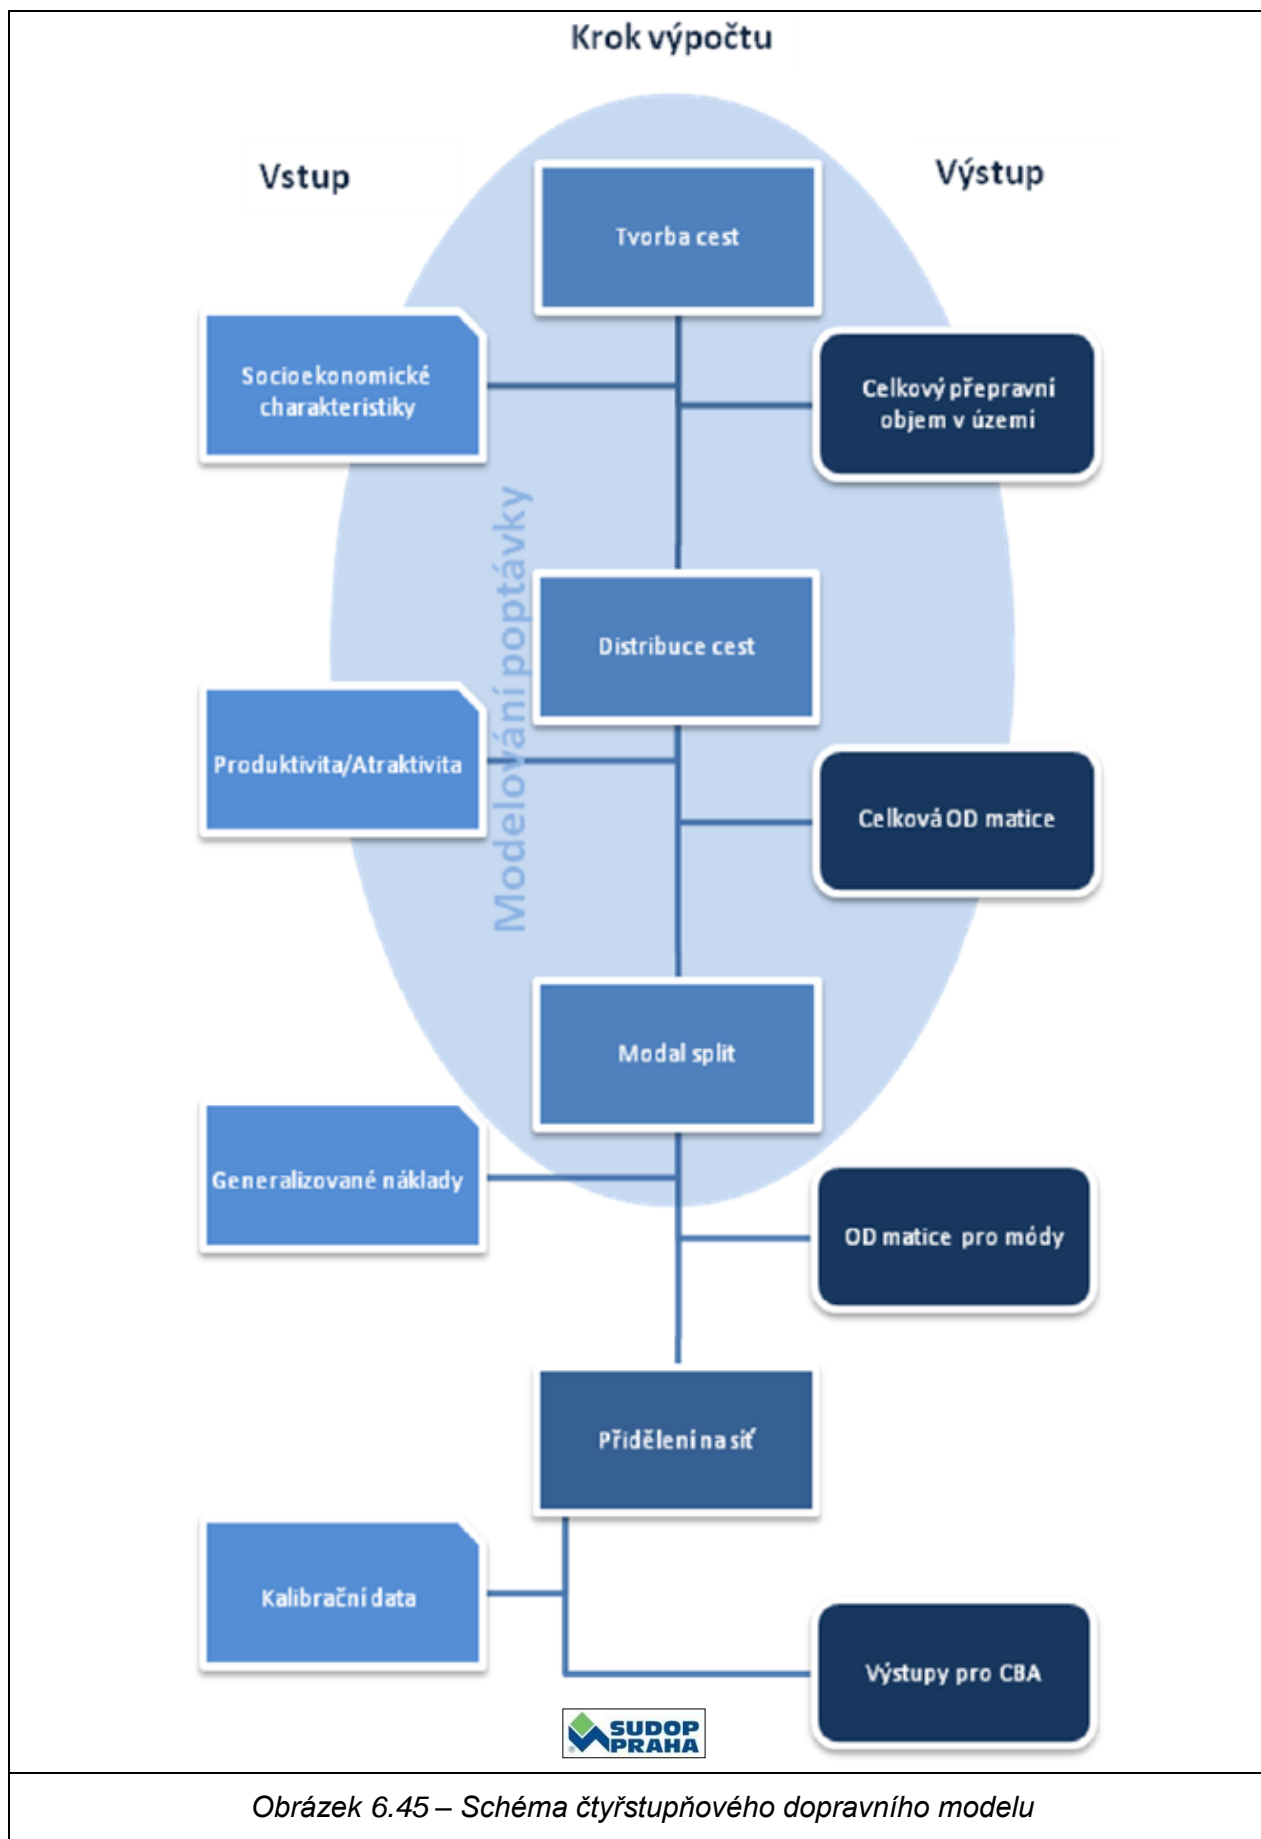 Krok výpočtu
Vstup
Výstup
Tvorba cest
Socioekonomické
charakteristiky
Celkový přepravní
objem v území
Modelování poptávky
Distribuce cest
Produktivita/Atraktivita
Celková OD matice
Modal split
Generalizované náklady
OD matice pro módy
Přidělení na síť
Kalibrační data
Výstupy pro CBA
SUDOP
PRAHA
®
Obrázek 6.45 – Schéma čtyřstupňového dopravního modelu